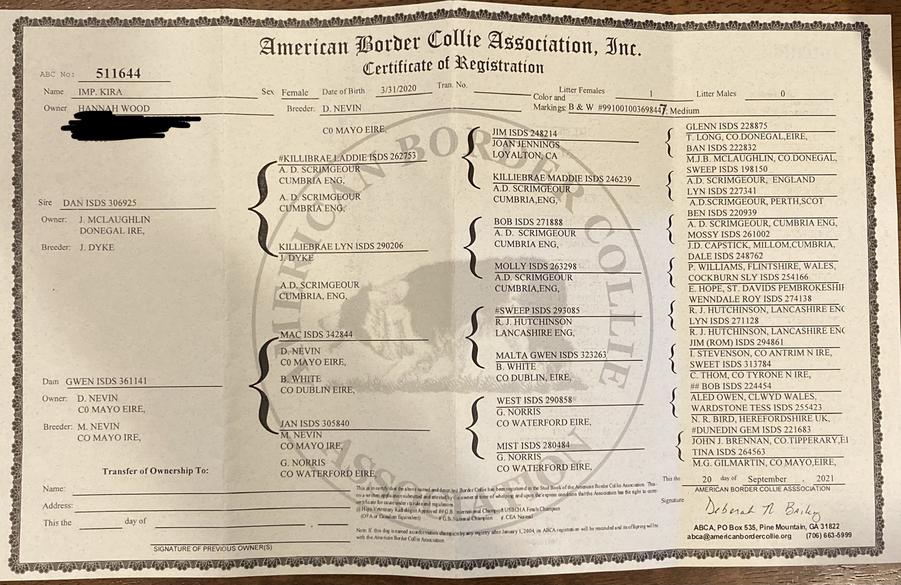 American Border Collie Association, Inc.
Certificate of Registration
ABC No: 511644
Name IMP. KIRA Sex Female Date of Birth 3/31/2020 Tran. No. Litter Females 1 Litter Males 0
Owner HANNAH WOOD Breeder: D. NEVIN Color and Markings: B & W #991001003698447, Medium
C0 MAYO EIRE,
Sire DAN ISDS 306925
Owner: J. MCLAUGHLIN
DONEGAL IRE,
Breeder: J. DYKE
Dam GWEN ISDS 361141
Owner: D. NEVIN
C0 MAYO EIRE,
Breeder: M. NEVIN
CO MAYO IRE,
#KILLIBRAE LADDIE ISDS 262753
A. D. SCRIMGEOUR
CUMBRIA ENG,
A. D. SCRIMGEOUR
CUMBRIA ENG,
KILLIEBRAE LYN ISDS 290206
J. DYKE
A.D. SCRIMGEOUR
CUMBRIA ENG,
MAC ISDS 342844
D. NEVIN
C0 MAYO EIRE,
B. WHITE
CO DUBLIN EIRE,
JAN ISDS 305840
M. NEVIN
CO MAYO IRE,
G. NORRIS
CO WATERFORD EIRE,
JIM ISDS 248214
JOAN JENNINGS
LOYALTON, CA
KILLIEBRAE MADDIE ISDS 246239
A.D. SCRIMGEOUR
CUMBRIA,ENG,
BOB ISDS 271888
A. D. SCRIMGEOUR
CUMBRIA ENG,
MOLLY ISDS 263298
A.D. SCRIMGEOUR
CUMBRIA,ENG,
#SWEEP ISDS 293085
R. J. HUTCHINSON
LANCASHIRE ENG,
MALTA GWEN ISDS 323263
B. WHITE
CO DUBLIN, EIRE,
WEST ISDS 290858
G. NORRIS
CO WATERFORD EIRE,
MIST ISDS 280484
G. NORRIS
CO WATERFORD EIRE,
GLENN ISDS 228875
T. LONG, CO.DONEGAL,EIRE,
BAN ISDS 222832
M.J.B. MCLAUGHLIN, CO.DONEGAL,
SWEEP ISDS 198150
A.D. SCRIMGEOUR, ENGLAND
LYN ISDS 227341
A.D.SCRIMGEOUR, PERTH,SCOT
BEN ISDS 220939
A. D. SCRIMGEOUR, CUMBRIA ENG,
MOSSY ISDS 261002
J.D. CAPSTICK, MILLOM,CUMBRIA,
DALE ISDS 248762
P. WILLIAMS, FLINTSHIRE, WALES,
COCKBURN SLY ISDS 254166
E. HOPE, ST. DAVIDS PEMBROKESHIR
WENNDALE ROY ISDS 274138
R. J. HUTCHINSON, LANCASHIRE ENG
LYN ISDS 271128
R. J. HUTCHINSON, LANCASHIRE ENG
JIM (ROM) ISDS 294861
I. STEVENSON, CO ANTRIM N IRE,
SWEET ISDS 313784
C. THOM, CO TYRONE N IRE,
## BOB ISDS 224454
ALED OWEN, CLWYD WALES,
WARDSTONE TESS ISDS 255423
N. R. BIRD, HEREFORDSHIRE UK,
#DUNEDIN GEM ISDS 221683
JOHN J. BRENNAN, CO.TIPPERARY,EI
TINA ISDS 264563
M.G. GILMARTIN, CO MAYO,EIRE,
AMERICAN BORDER COLLIE ASSOCIATION
Transfer of Ownership To:
Name:
Address:
This the day of
SIGNATURE OF PREVIOUS OWNER(S)
This the 20 day of September , 2021
AMERICAN BORDER COLLIE ASSSOCIATION
Signature Deborah N Bailey
ABCA, PO Box 535, Pine Mountain, GA 31822
abca@americanbordercollie.org (706) 663-5999